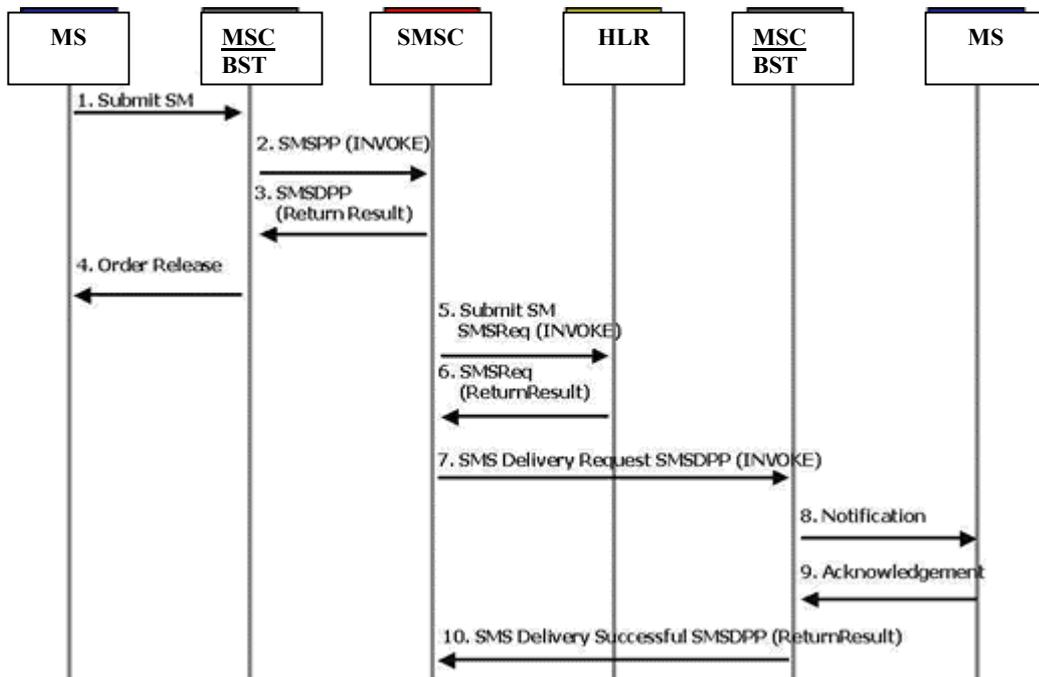 MS
MSC
BST
SMSC
HLR
MSC
BST
MS
1. Submit SM
2. SMSPP (INVOKE)
3. SMSDPP
(Return Result)
4. Order Release
5. Submit SM
SMSReq (INVOKE)
6. SMSReq
(ReturnResult)
7. SMS Delivery Request SMSDPP (INVOKE)
8. Notification
9. Acknowledgement
10. SMS Delivery Successful SMSDPP (ReturnResult)